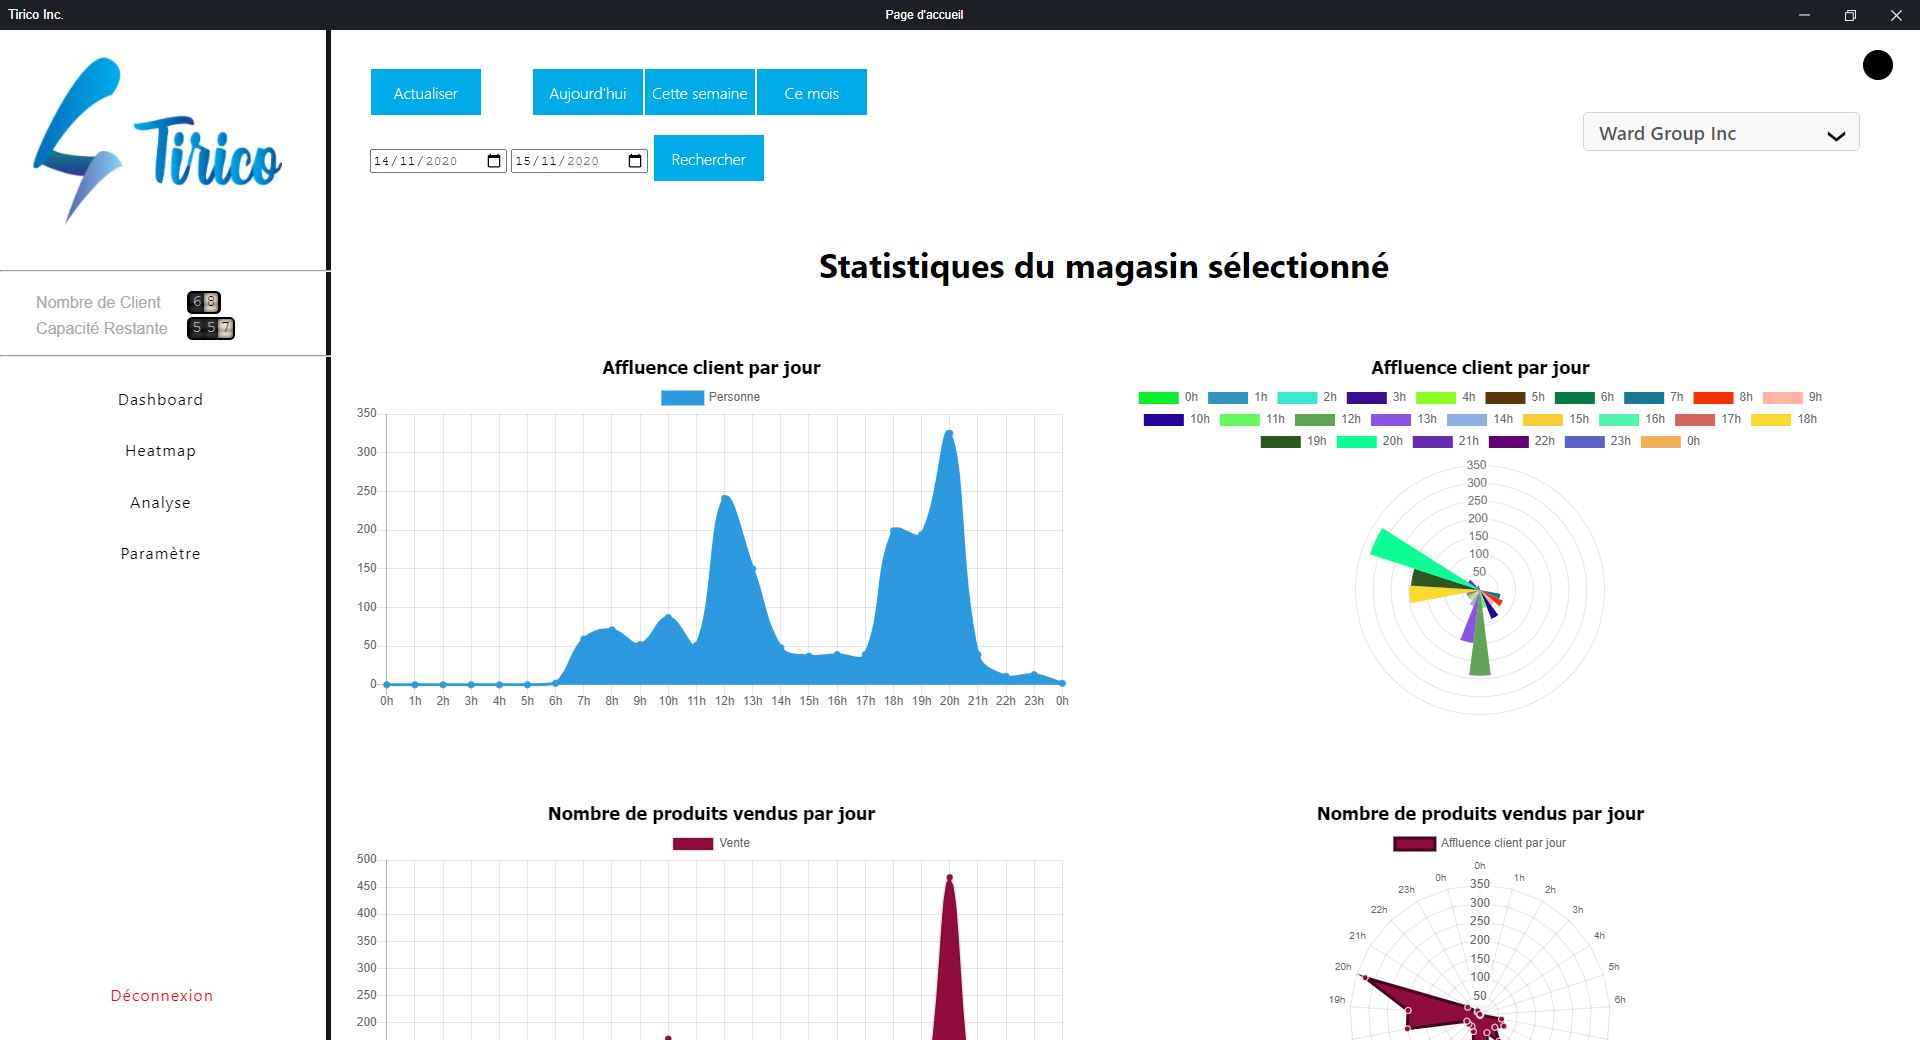 Tirico Inc.
Page d'accueil
Tirico
Actualiser
Aujourd'hui
Cette semaine
Ce mois
14/11/2020
15/11/2020
Rechercher
Ward Group Inc
Nombre de Client 68
Capacité Restante 557
Dashboard
Heatmap
Analyse
Paramètre
Déconnexion
Statistiques du magasin sélectionné
Affluence client par jour
Personne
350
300
250
200
150
100
50
0
0h 1h 2h 3h 4h 5h 6h 7h 8h 9h 10h 11h 12h 13h 14h 15h 16h 17h 18h 19h 20h 21h 22h 23h 0h
Affluence client par jour
0h 1h 2h 3h 4h 5h 6h 7h 8h 9h
10h 11h 12h 13h 14h 15h 16h 17h 18h
19h 20h 21h 22h 23h 0h
350
300
250
200
150
100
50
Nombre de produits vendus par jour
Vente
500
450
400
350
300
250
200
Nombre de produits vendus par jour
Affluence client par jour
0h
0h 1h
23h 2h
22h 3h
21h 4h
20h 5h
19h 6h
350
300
250
200
150
100
50